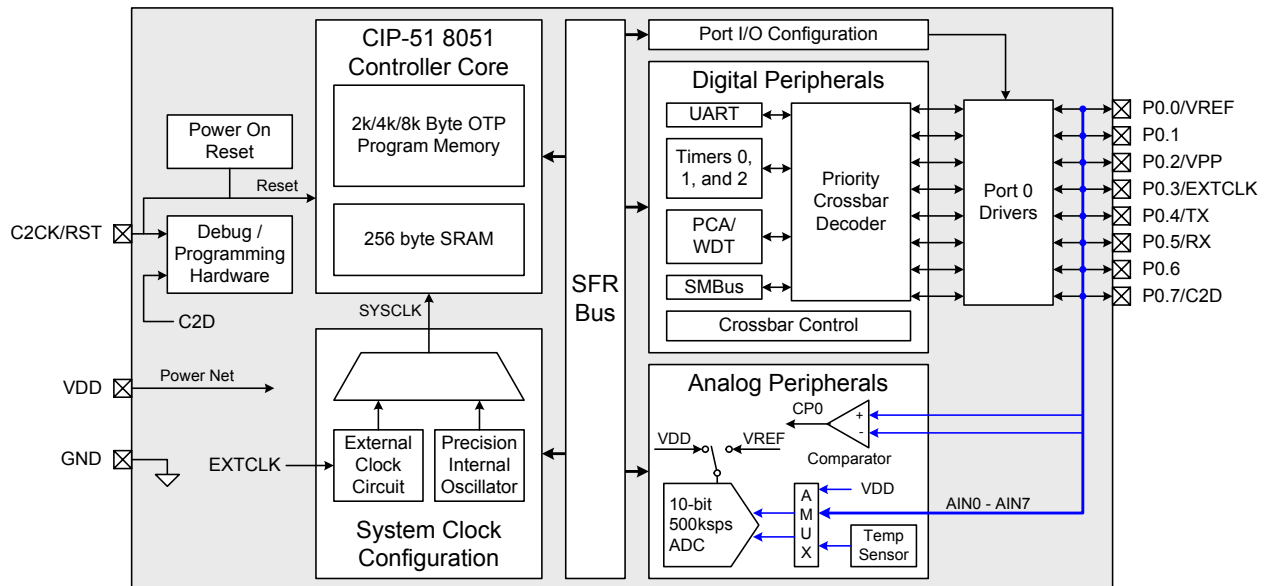 CIP-51 8051
Controller Core
2k/4k/8k Byte OTP
Program Memory
256 byte SRAM
Power On
Reset
Reset
C2CK/RST
Debug /
Programming
Hardware
C2D
SYSCLK
VDD
Power Net
GND
EXTCLK
External
Clock
Circuit
Precision
Internal
Oscillator
System Clock
Configuration
SFR
Bus
Port I/O Configuration
Digital Peripherals
UART
Timers 0,
1, and 2
PCA/
WDT
SMBus
Priority
Crossbar
Decoder
Crossbar Control
Port 0
Drivers
P0.0/VREF
P0.1
P0.2/VPP
P0.3/EXTCLK
P0.4/TX
P0.5/RX
P0.6
P0.7/C2D
Analog Peripherals
CP0
+
-
Comparator
VDD
VREF
10-bit
500ksps
ADC
A
M
U
X
VDD
Temp
Sensor
AIN0 - AIN7